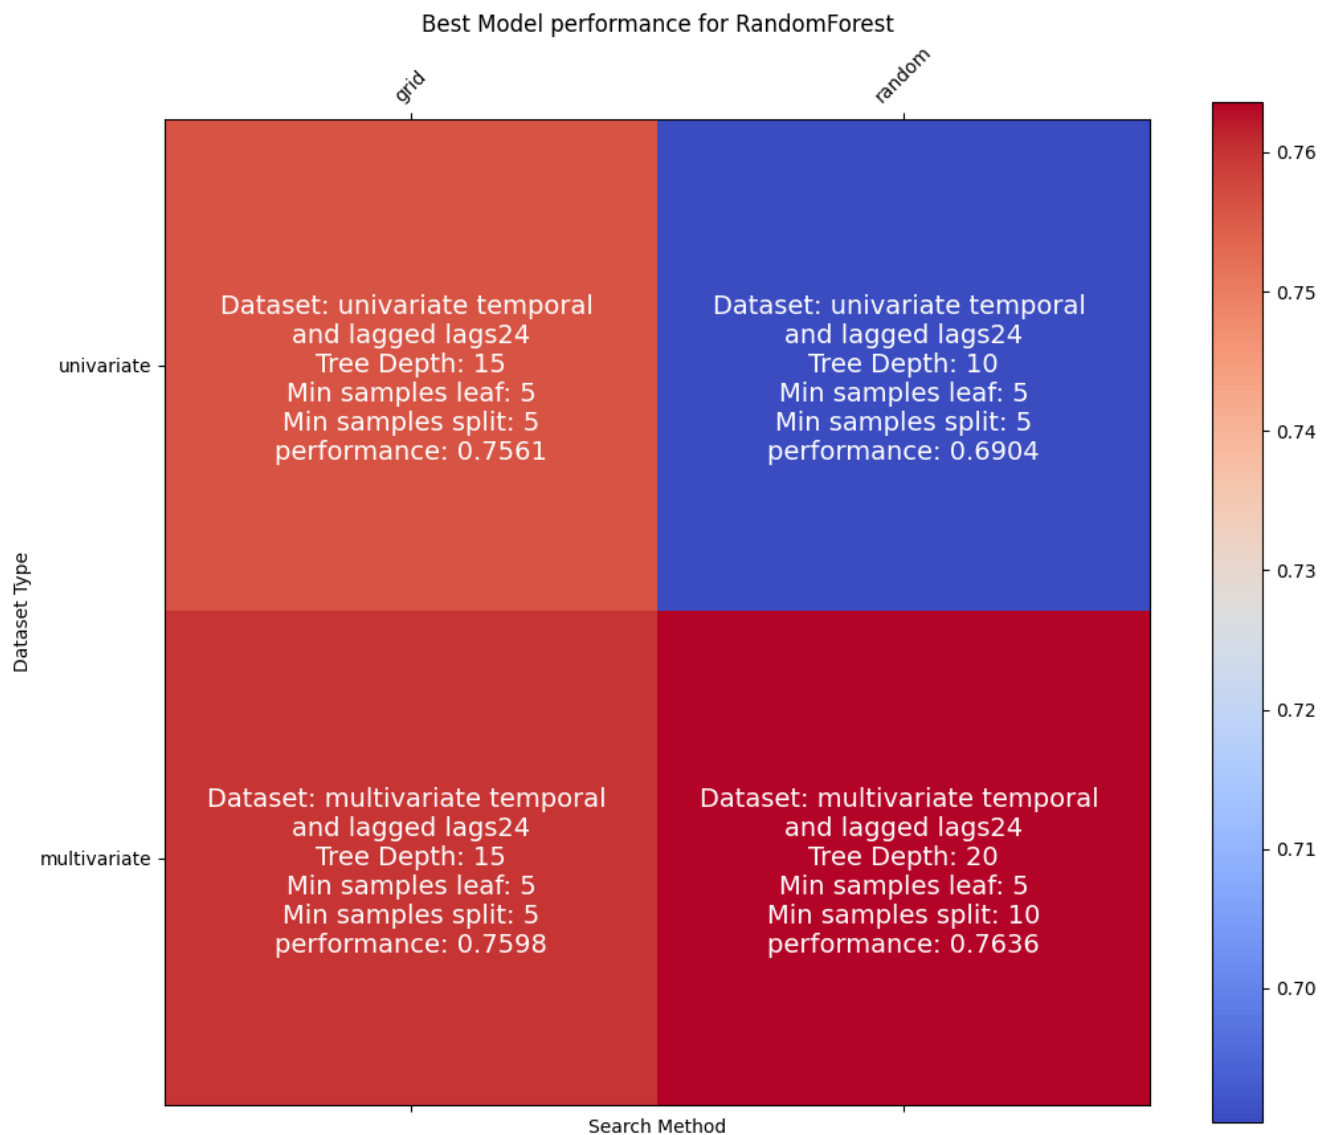 Best Model performance for RandomForest
grid
random
Dataset: univariate temporal
and lagged lags24
Tree Depth: 15
Min samples leaf: 5
Min samples split: 5
performance: 0.7561
Dataset: univariate temporal
and lagged lags24
Tree Depth: 10
Min samples leaf: 5
Min samples split: 5
performance: 0.6904
univariate
Dataset Type
multivariate
Dataset: multivariate temporal
and lagged lags24
Tree Depth: 15
Min samples leaf: 5
Min samples split: 5
performance: 0.7598
Dataset: multivariate temporal
and lagged lags24
Tree Depth: 20
Min samples leaf: 5
Min samples split: 10
performance: 0.7636
Search Method
0.76
0.75
0.74
0.73
0.72
0.71
0.70